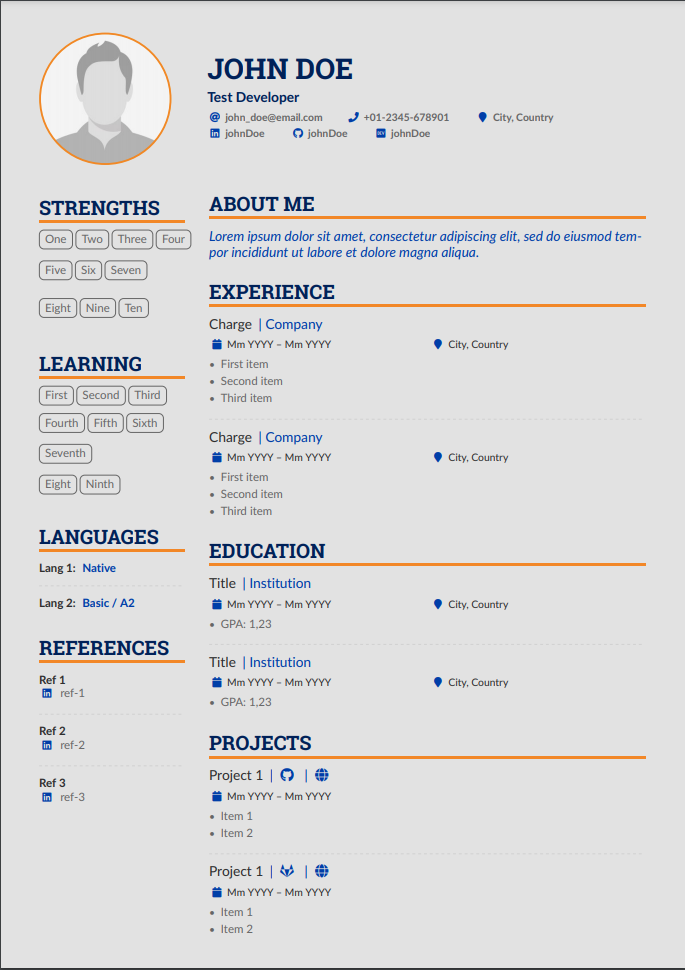 JOHN DOE
Test Developer
john_doe@email.com +01-2345-678901 City, Country
johnDoe johnDoe johnDoe
STRENGTHS
One Two Three Four
Five Six Seven
Eight Nine Ten
LEARNING
First Second Third
Fourth Fifth Sixth
Seventh
Eight Ninth
LANGUAGES
Lang 1: Native
Lang 2: Basic / A2
REFERENCES
Ref 1
ref-1
Ref 2
ref-2
Ref 3
ref-3
ABOUT ME
Lorem ipsum dolor sit amet, consectetur adipiscing elit, sed do eiusmod tem-
por incididunt ut labore et dolore magna aliqua.
EXPERIENCE
Charge | Company
Mm YYYY – Mm YYYY City, Country
• First item
• Second item
• Third item
Charge | Company
Mm YYYY – Mm YYYY City, Country
• First item
• Second item
• Third item
EDUCATION
Title | Institution
Mm YYYY – Mm YYYY City, Country
• GPA: 1,23
Title | Institution
Mm YYYY – Mm YYYY City, Country
• GPA: 1,23
PROJECTS
Project 1 | |
Mm YYYY – Mm YYYY
• Item 1
• Item 2
Project 1 | |
Mm YYYY – Mm YYYY
• Item 1
• Item 2